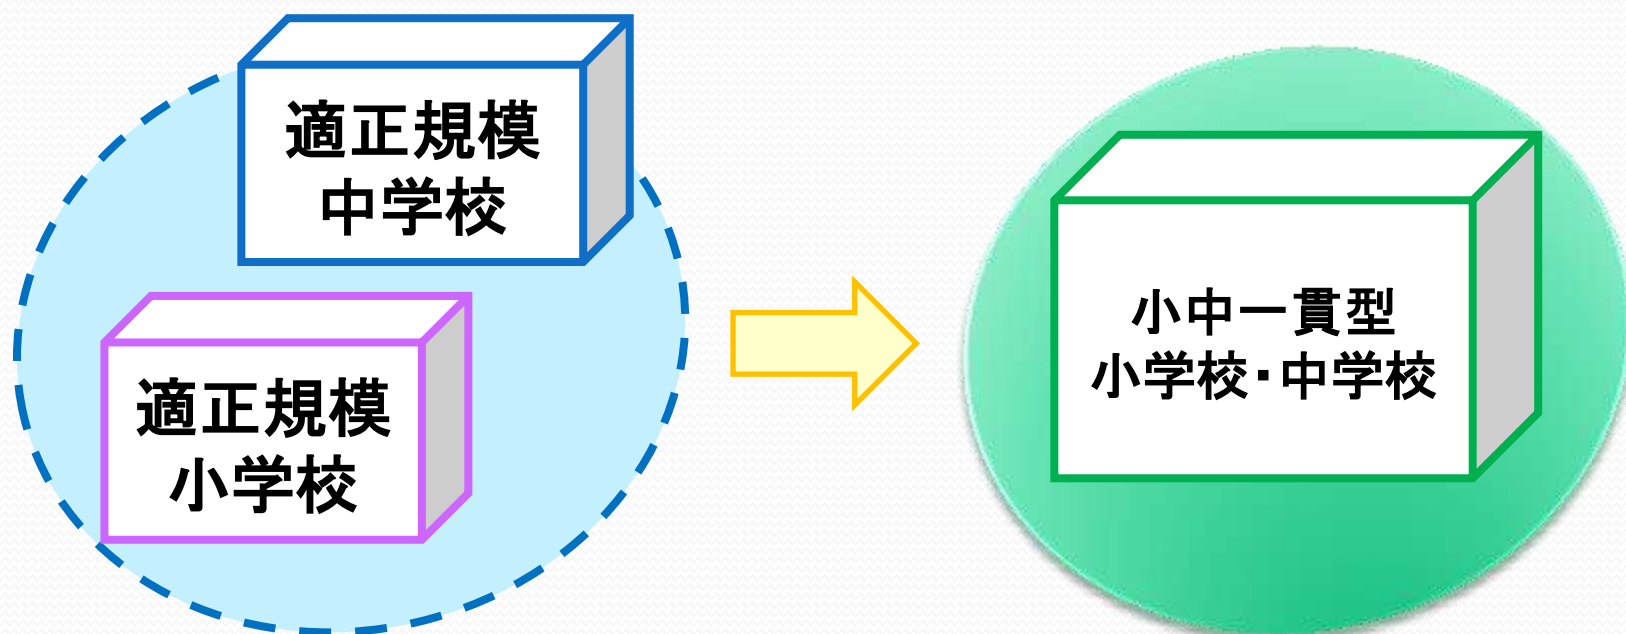 適正規模
中学校
適正規模
小学校
小中一貫型
小学校・中学校